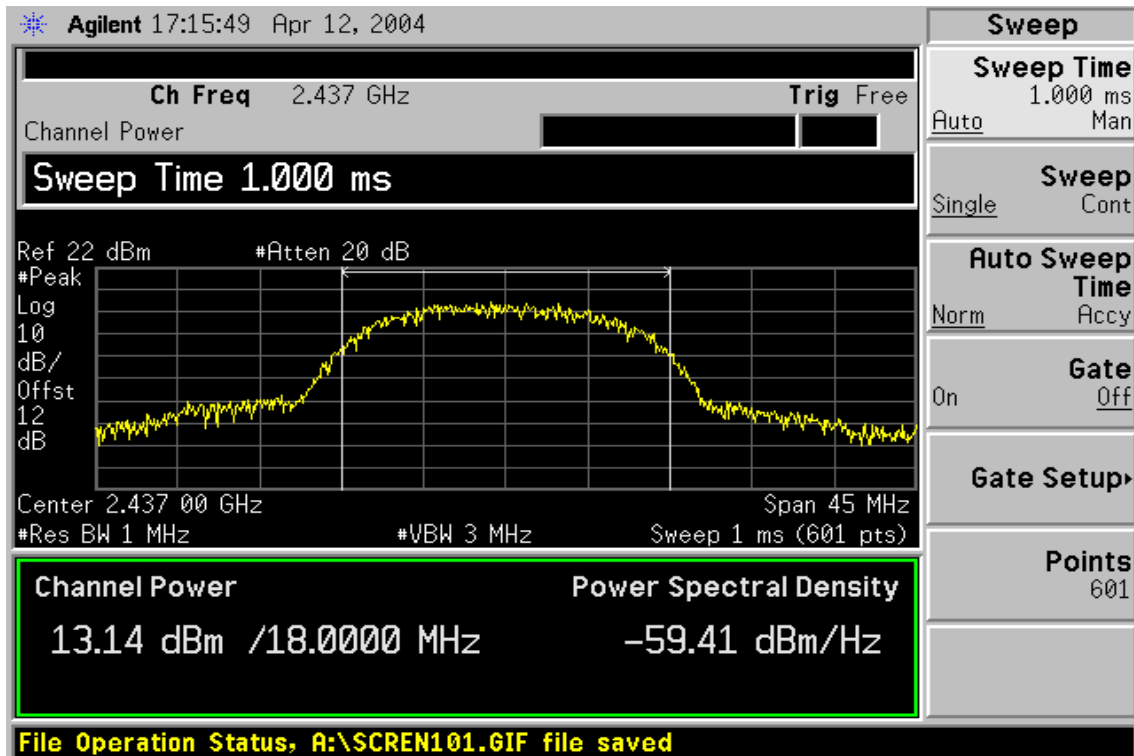 Agilent 17:15:49 Apr 12, 2004
Ch Freq 2.437 GHz Trig Free
Channel Power
Sweep Time 1.000 ms
Ref 22 dBm #Atten 20 dB
#Peak
Log
10
dB/
Offst
12
dB
Center 2.437 00 GHz Span 45 MHz
#Res BW 1 MHz #VBW 3 MHz Sweep 1 ms (601 pts)
Channel Power Power Spectral Density
13.14 dBm /18.0000 MHz -59.41 dBm/Hz
File Operation Status, A:\SCREN101.GIF file saved
Sweep
Sweep Time
1.000 ms
Auto Man
Sweep
Single Cont
Auto Sweep
Time
Norm Accy
Gate
On Off
Gate Setup
Points
601